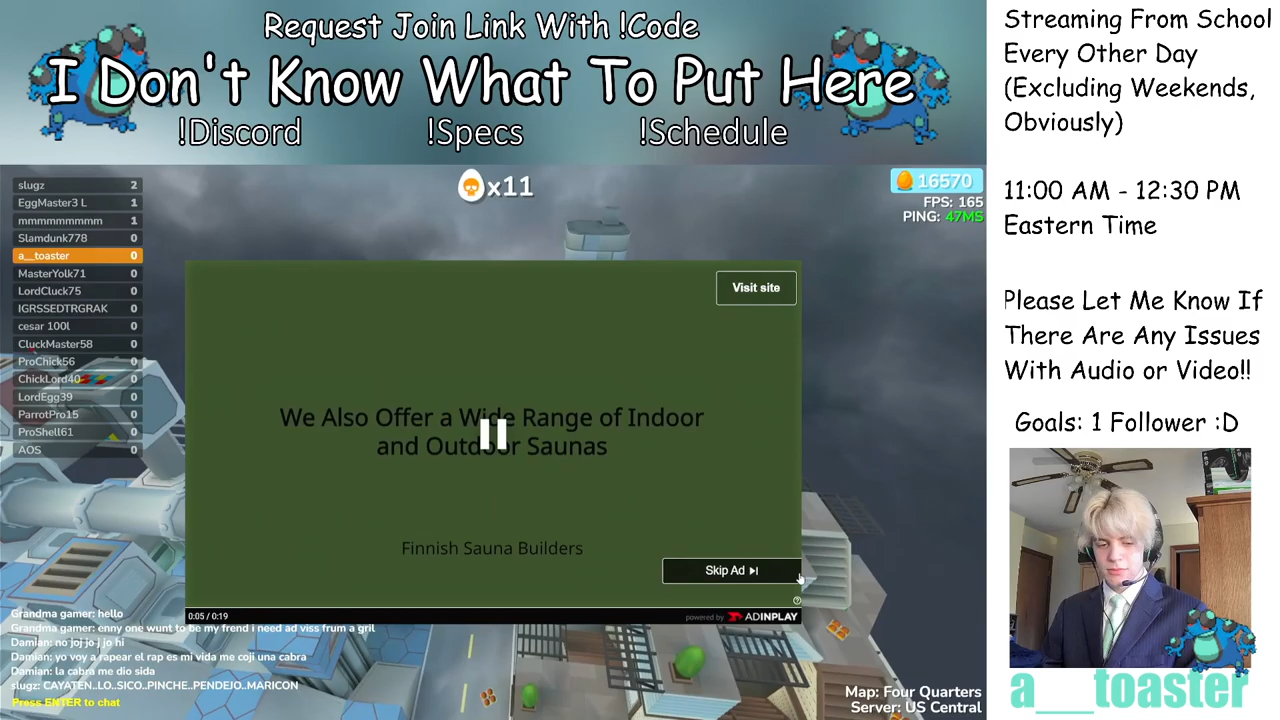 Request Join Link With !Code
I Don't Know What To Put Here
!Discord !Specs !Schedule
Streaming From School
Every Other Day
(Excluding Weekends,
Obviously)
11:00 AM - 12:30 PM
Eastern Time
Please Let Me Know If
There Are Any Issues
With Audio or Video!!
Goals: 1 Follower :D
a__toaster
x11
16570
FPS: 165
PING: 47MS
slugz 2
EggMaster3 L 1
mmmmmmmmm 1
Slamdunk778 0
a__toaster 0
MasterYolk71 0
LordCluck75 0
IGRSSEDTRGRAK 0
cesar 100l 0
CluckMaster58 0
ProChick56 0
ChickLord40 0
LordEgg39 0
ParrotPro15 0
ProShell61 0
AOS 0
Visit site
We Also Offer a Wide Range of Indoor
and Outdoor Saunas
Finnish Sauna Builders
Skip Ad
0:05 / 0:19
powered by ADINPLAY
Grandma gamer: hello
Grandma gamer: enny one wunt to be my frend i need ad viss frum a gril
Damian: no joj jo j jo hi
Damian: yo voy a rapear el rap es mi vida me coji una cabra
Damian: la cabra me dio sida
slugz: CAYATEN..LO..SICO..PINCHE..PENDEJO..MARICON
Press ENTER to chat
Map: Four Quarters
Server: US Central